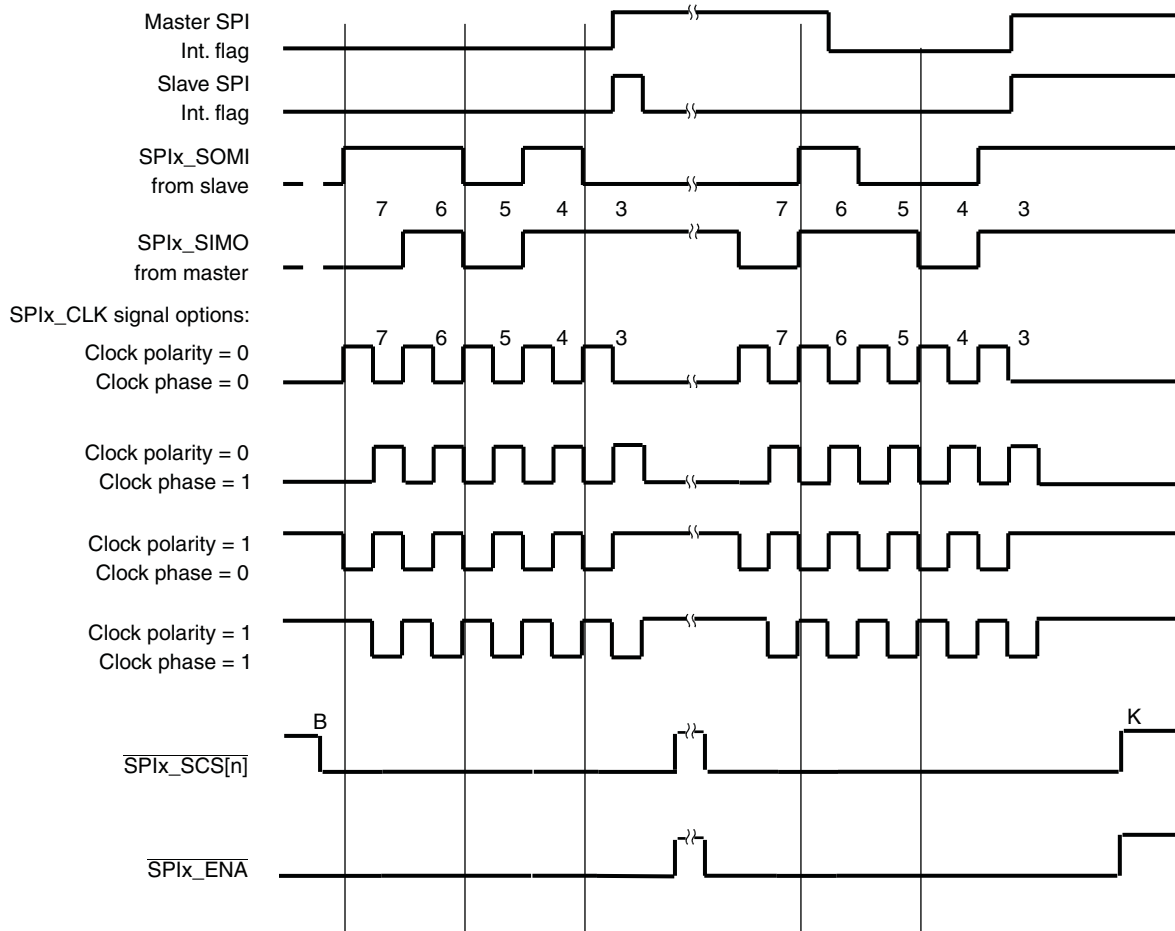 Master SPI
Int. flag
Slave SPI
Int. flag
SPIx_SOMI
from slave
7 6 5 4 3 7 6 5 4 3
SPIx_SIMO
from master
SPIx_CLK signal options:
7 6 5 4 3 7 6 5 4 3
Clock polarity = 0
Clock phase = 0
Clock polarity = 0
Clock phase = 1
Clock polarity = 1
Clock phase = 0
Clock polarity = 1
Clock phase = 1
B K
SPIx_SCS[n]
SPIx_ENA